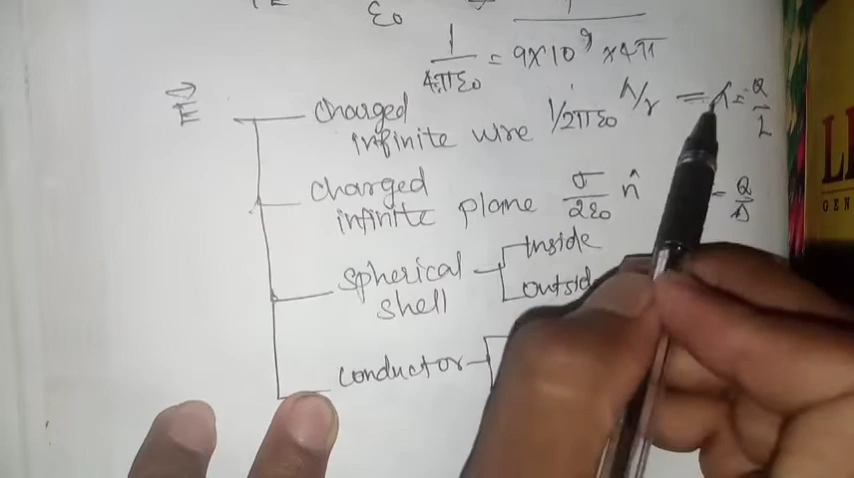 ε₀
1/4πε₀ = 9×10⁹ ×4π
E⃗
charged infinite wire 1/2πε₀ λ/r = λ = Q/L
charged infinite plane σ/2ε₀ n̂ = Q/A
spherical shell
inside
outsid
conductor
L
GEN